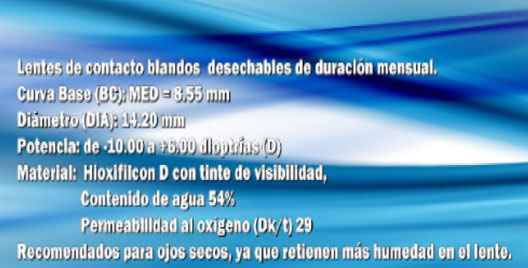 Lentes de contacto blandos desechables de duración mensual.
Curva Base (BC): MED = 8,55 mm
Diámetro (DIA): 14.20 mm
Potencia: de -10.00 a +6,00 dioptrías (D)
Material: Hioxifilcon D con tinte de visibilidad,
Contenido de agua 54%
Permeabilidad al oxígeno (Dk/t) 29
Recomendados para ojos secos, ya que retienen más humedad en el lente.